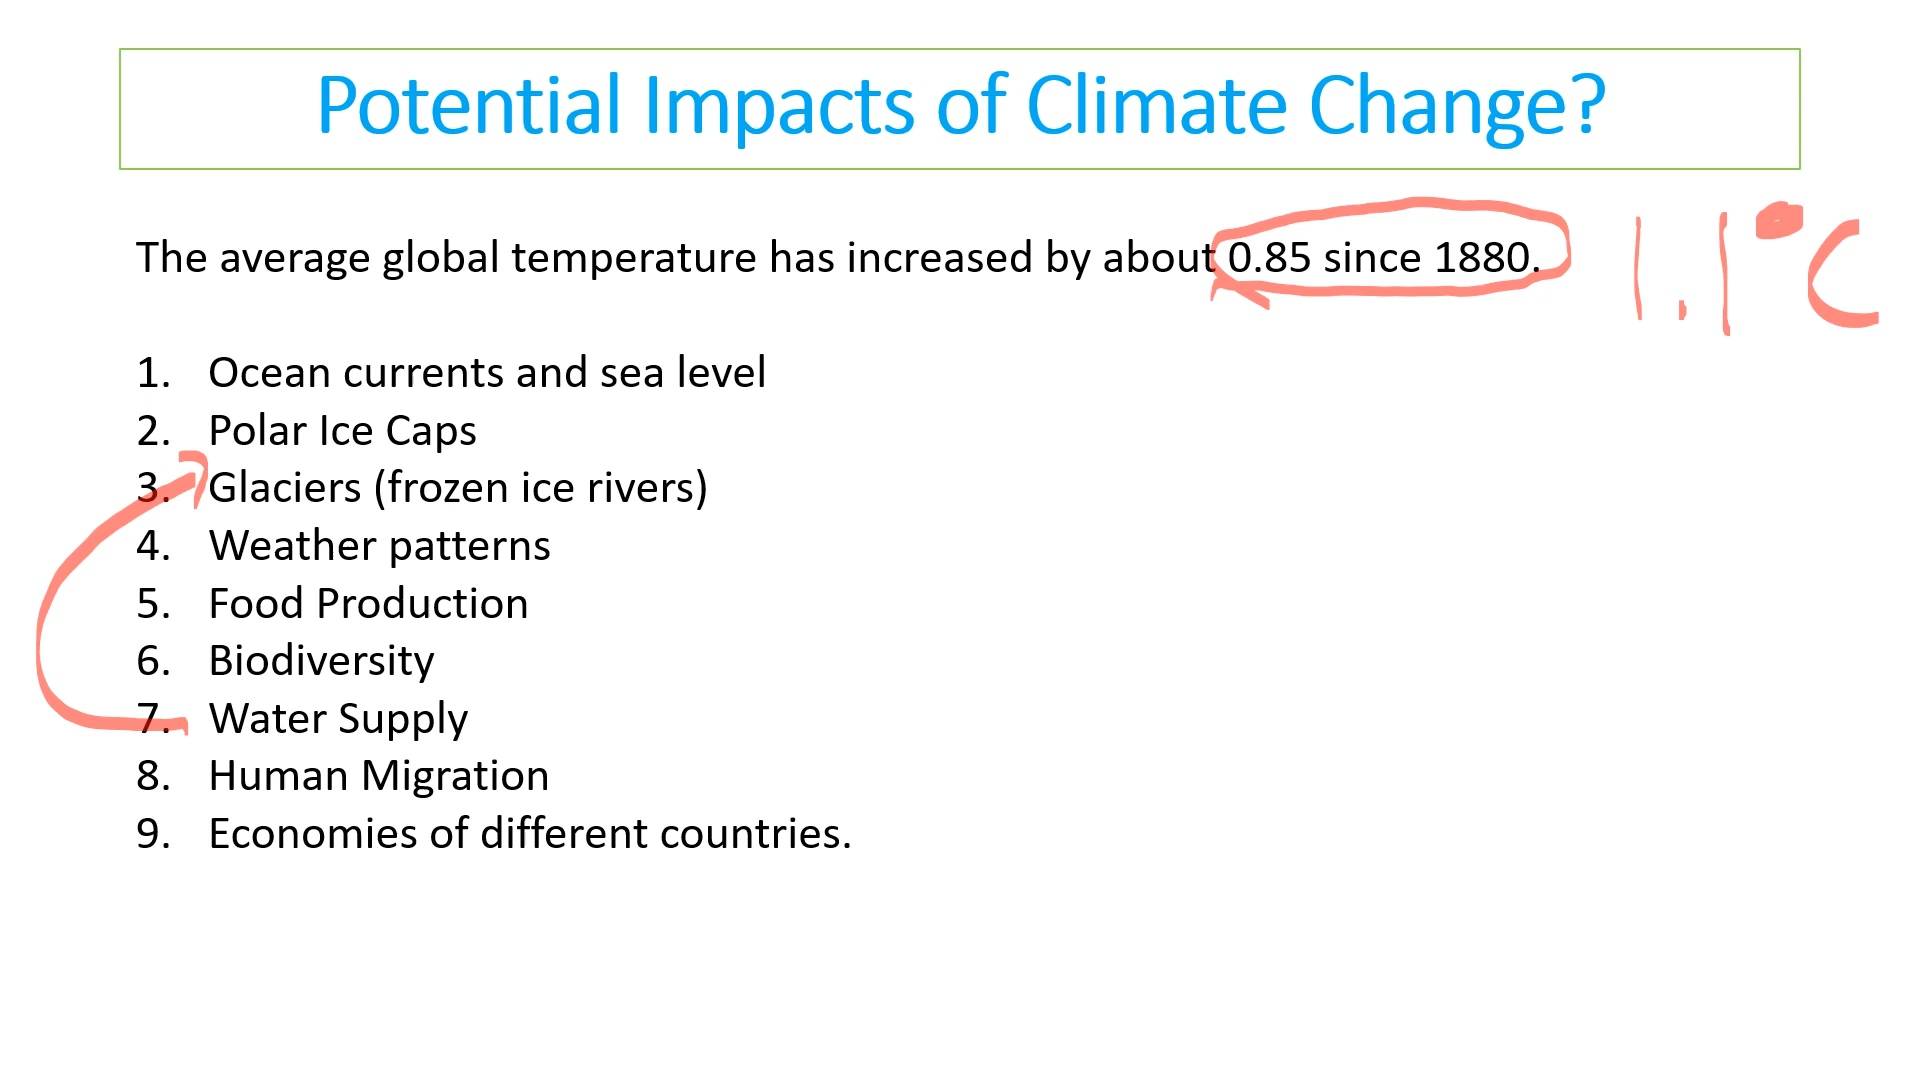 Potential Impacts of Climate Change?
The average global temperature has increased by about 0.85 since 1880.
1.1°C
1. Ocean currents and sea level
2. Polar Ice Caps
3. Glaciers (frozen ice rivers)
4. Weather patterns
5. Food Production
6. Biodiversity
7. Water Supply
8. Human Migration
9. Economies of different countries.